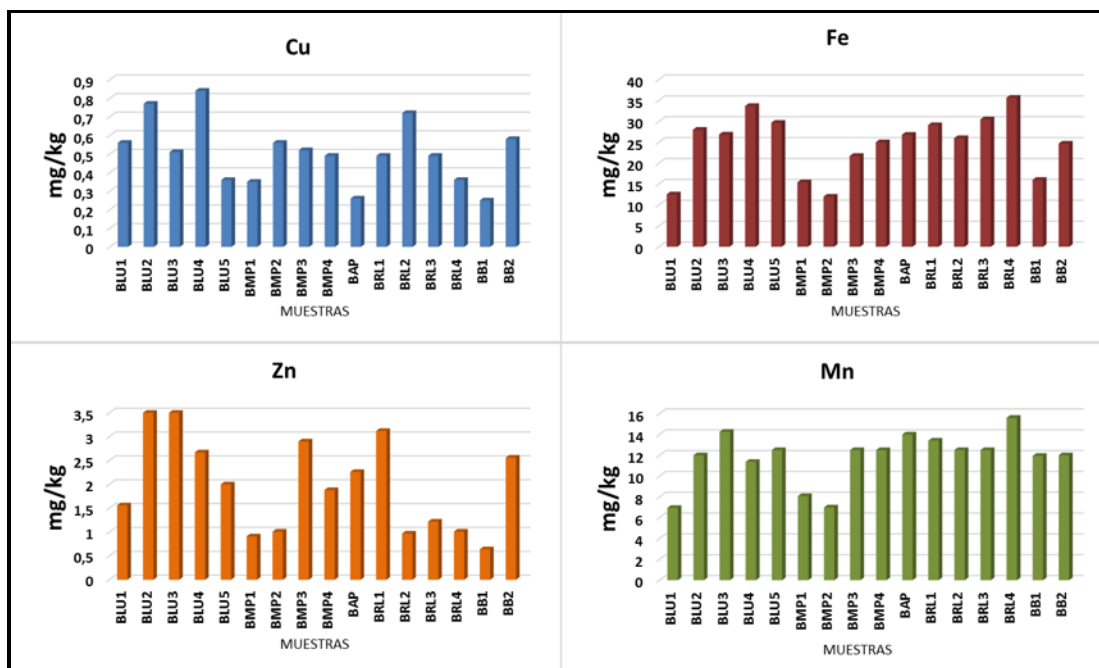 Cu
mg/kg
0,9
0,8
0,7
0,6
0,5
0,4
0,3
0,2
0,1
0
BLU1 BLU2 BLU3 BLU4 BLU5 BMP1 BMP2 BMP3 BMP4 BAP BRL1 BRL2 BRL3 BRL4 BB1 BB2
MUESTRAS
Fe
mg/kg
40
35
30
25
20
15
10
5
0
BLU1 BLU2 BLU3 BLU4 BLU5 BMP1 BMP2 BMP3 BMP4 BAP BRL1 BRL2 BRL3 BRL4 BB1 BB2
MUESTRAS
Zn
mg/kg
3,5
3
2,5
2
1,5
1
0,5
0
BLU1 BLU2 BLU3 BLU4 BLU5 BMP1 BMP2 BMP3 BMP4 BAP BRL1 BRL2 BRL3 BRL4 BB1 BB2
MUESTRAS
Mn
mg/kg
16
14
12
10
8
6
4
2
0
BLU1 BLU2 BLU3 BLU4 BLU5 BMP1 BMP2 BMP3 BMP4 BAP BRL1 BRL2 BRL3 BRL4 BB1 BB2
MUESTRAS